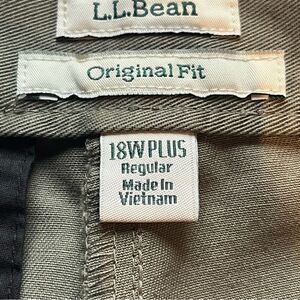 L.L.Bean
Original Fit
18W PLUS
Regular
Made In
Vietnam